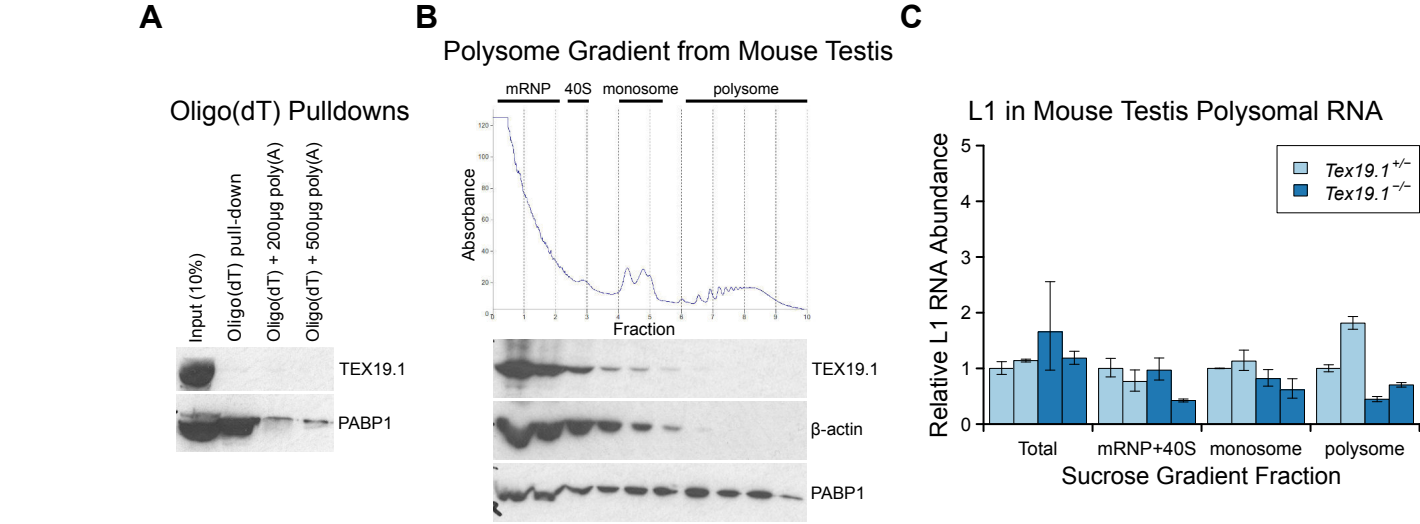 A
Oligo(dT) Pulldowns
Input (10%)
Oligo(dT) pull-down
Oligo(dT) + 200µg poly(A)
Oligo(dT) + 500µg poly(A)
TEX19.1
PABP1
B
Polysome Gradient from Mouse Testis
mRNP 40S monosome polysome
Absorbance
120
100
80
60
40
20
0
0 1 2 3 4 5 6 7 8 9 10
Fraction
TEX19.1
β-actin
PABP1
C
L1 in Mouse Testis Polysomal RNA
Relative L1 RNA Abundance
5
4
3
2
1
0
Tex19.1+/−
Tex19.1−/−
Total mRNP+40S monosome polysome
Sucrose Gradient Fraction